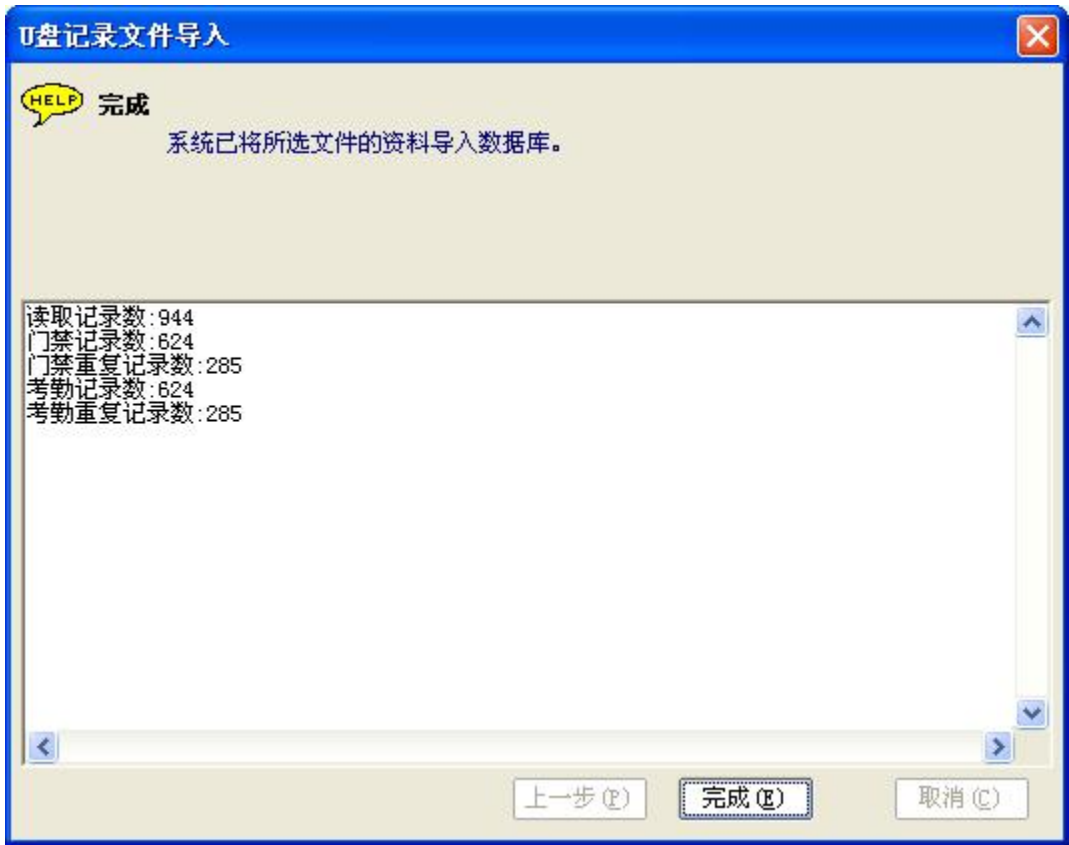 U盘记录文件导入
HELP 完成
系统已将所选文件的资料导入数据库。
读取记录数:944
门禁记录数:624
门禁重复记录数:285
考勤记录数:624
考勤重复记录数:285
上一步(P) 完成(E) 取消(C)